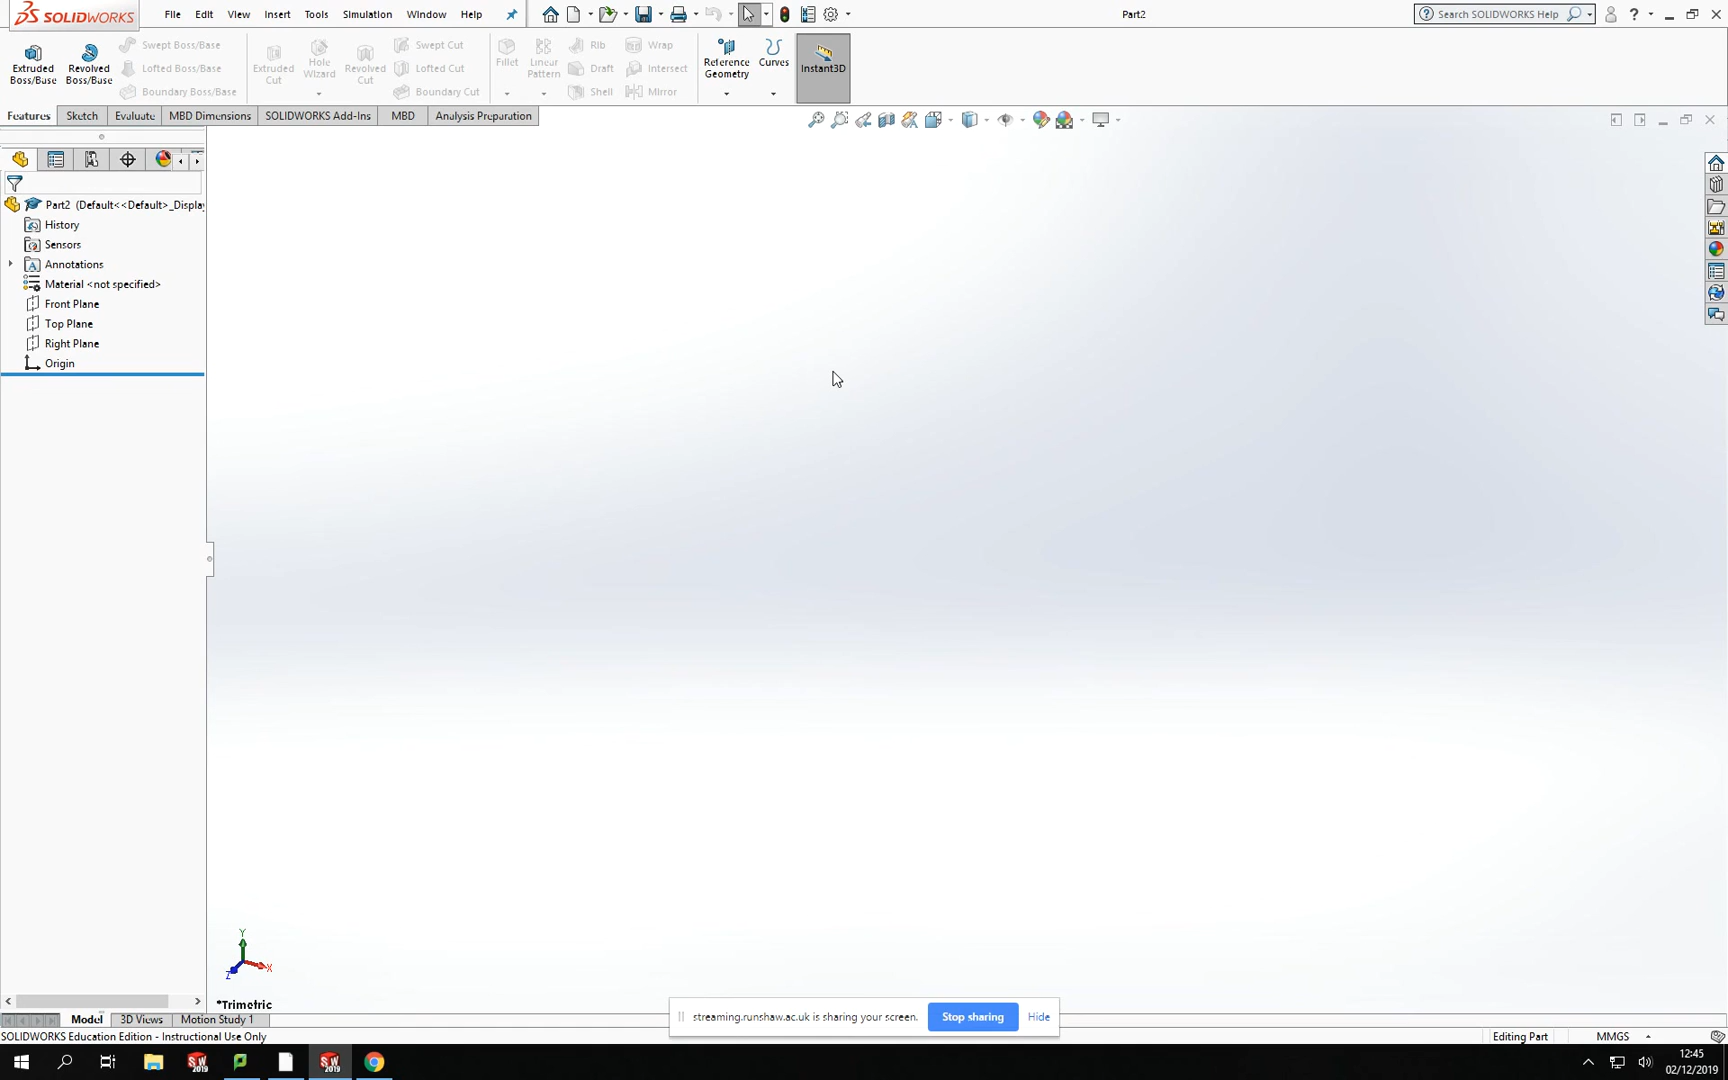 SOLIDWORKS File Edit View Insert Tools Simulation Window Help Part2 Search SOLIDWORKS Help
Extruded Boss/Base
Revolved Boss/Base
Swept Boss/Base
Lofted Boss/Base
Boundary Boss/Base
Extruded Cut
Hole Wizard
Revolved Cut
Swept Cut
Lofted Cut
Boundary Cut
Fillet
Linear Pattern
Rib
Draft
Shell
Wrap
Intersect
Mirror
Reference Geometry
Curves
Instant3D
Features Sketch Evaluate MBD Dimensions SOLIDWORKS Add-Ins MBD Analysis Preparation
Part2 (Default<<Default>_Displa
History
Sensors
Annotations
Material <not specified>
Front Plane
Top Plane
Right Plane
Origin
Y
X
Z
*Trimetric
streaming.runshaw.ac.uk is sharing your screen. Stop sharing Hide
Model 3D Views Motion Study 1
SOLIDWORKS Education Edition - Instructional Use Only Editing Part MMGS
SW 2019 SW 2019
12:45
02/12/2019